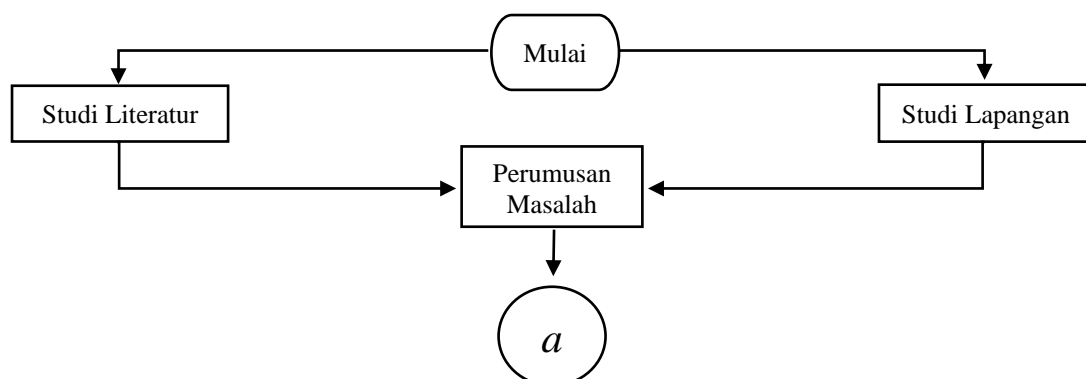 Mulai
Studi Literatur
Studi Lapangan
Perumusan
Masalah
a